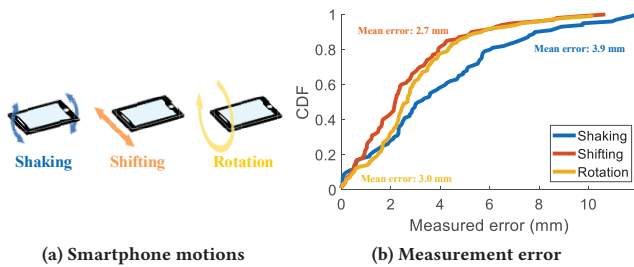 Shaking
Shifting
Rotation
(a) Smartphone motions
1
0.8
0.6
0.4
0.2
0
CDF
Mean error: 2.7 mm
Mean error: 3.9 mm
Mean error: 3.0 mm
Shaking
Shifting
Rotation
0 2 4 6 8 10
Measured error (mm)
(b) Measurement error